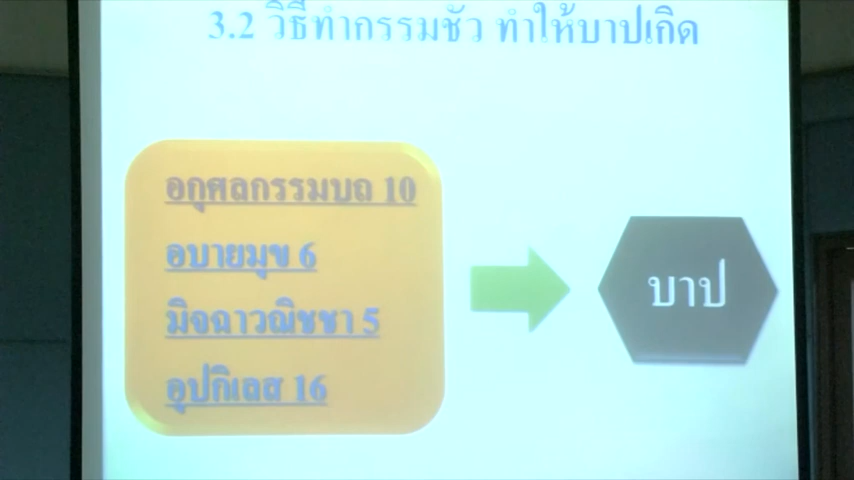 3.2 วิธีทำกรรมชั่ว ทำให้บาปเกิด
อกุศลกรรมบถ 10
อบายมุข 6
มิจฉาวณิชชา 5
อุปกิเลส 16
บาป